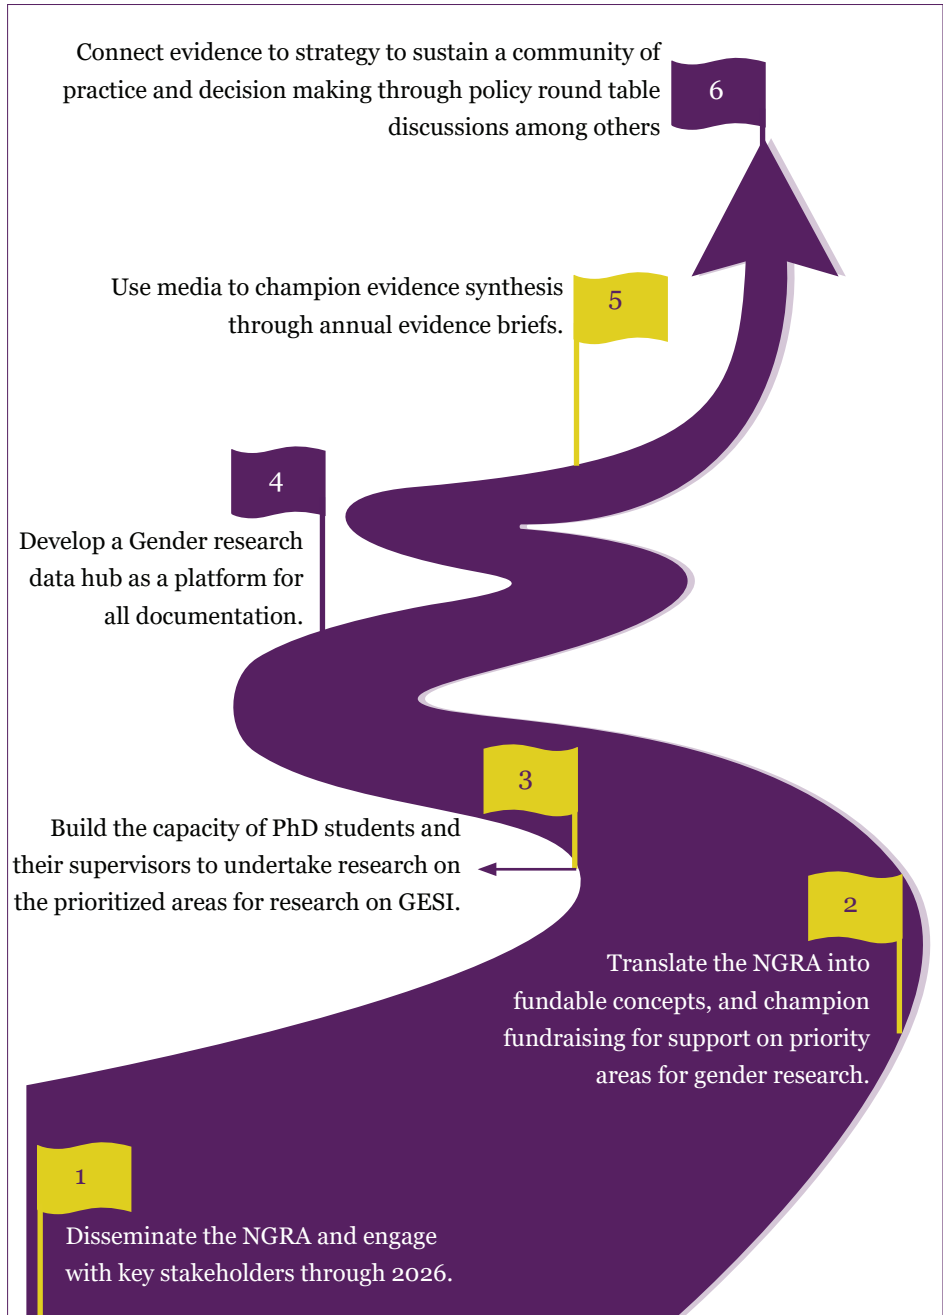 Connect evidence to strategy to sustain a community of
practice and decision making through policy round table
discussions among others
6
Use media to champion evidence synthesis
through annual evidence briefs.
5
4
Develop a Gender research
data hub as a platform for
all documentation.
3
Build the capacity of PhD students and
their supervisors to undertake research on
the prioritized areas for research on GESI.
2
Translate the NGRA into
fundable concepts, and champion
fundraising for support on priority
areas for gender research.
1
Disseminate the NGRA and engage
with key stakeholders through 2026.